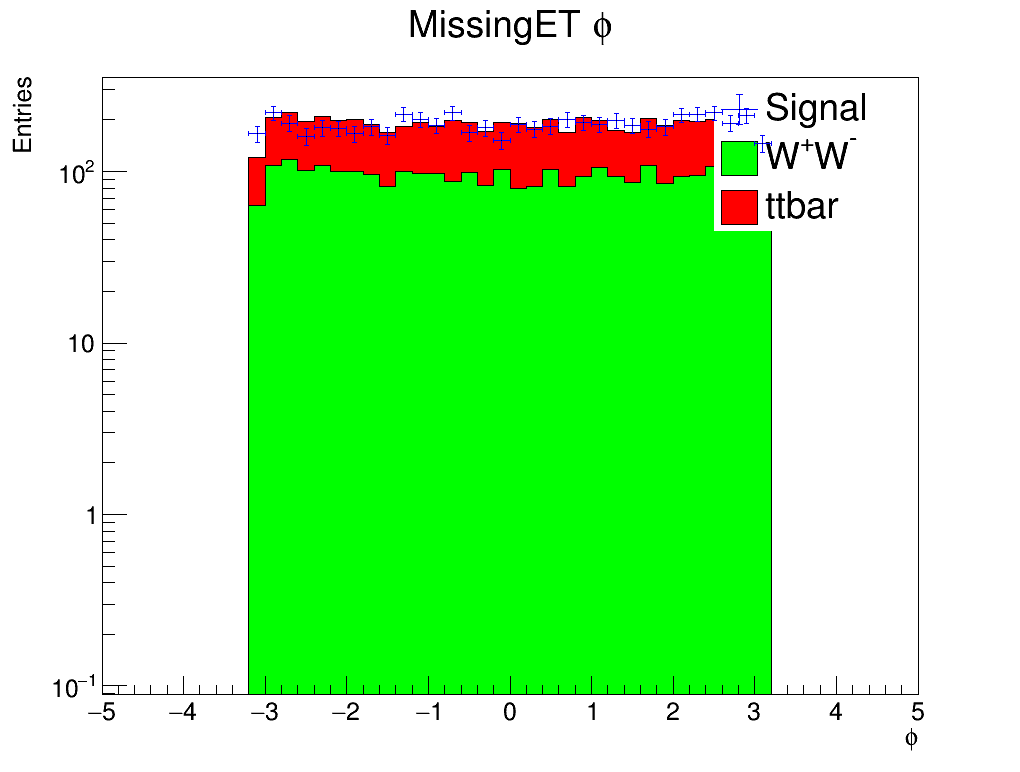 MissingET ϕ
Entries
Signal
W⁺W⁻
ttbar
10²
10
1
10⁻¹
−5 −4 −3 −2 −1 0 1 2 3 4 5
ϕ